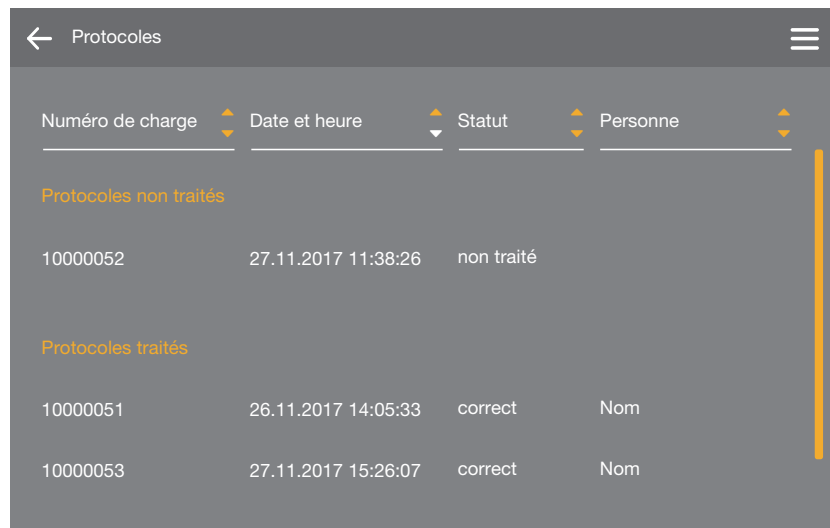 Protocoles
Numéro de charge Date et heure Statut Personne
Protocoles non traités
10000052 27.11.2017 11:38:26 non traité
Protocoles traités
10000051 26.11.2017 14:05:33 correct Nom
10000053 27.11.2017 15:26:07 correct Nom